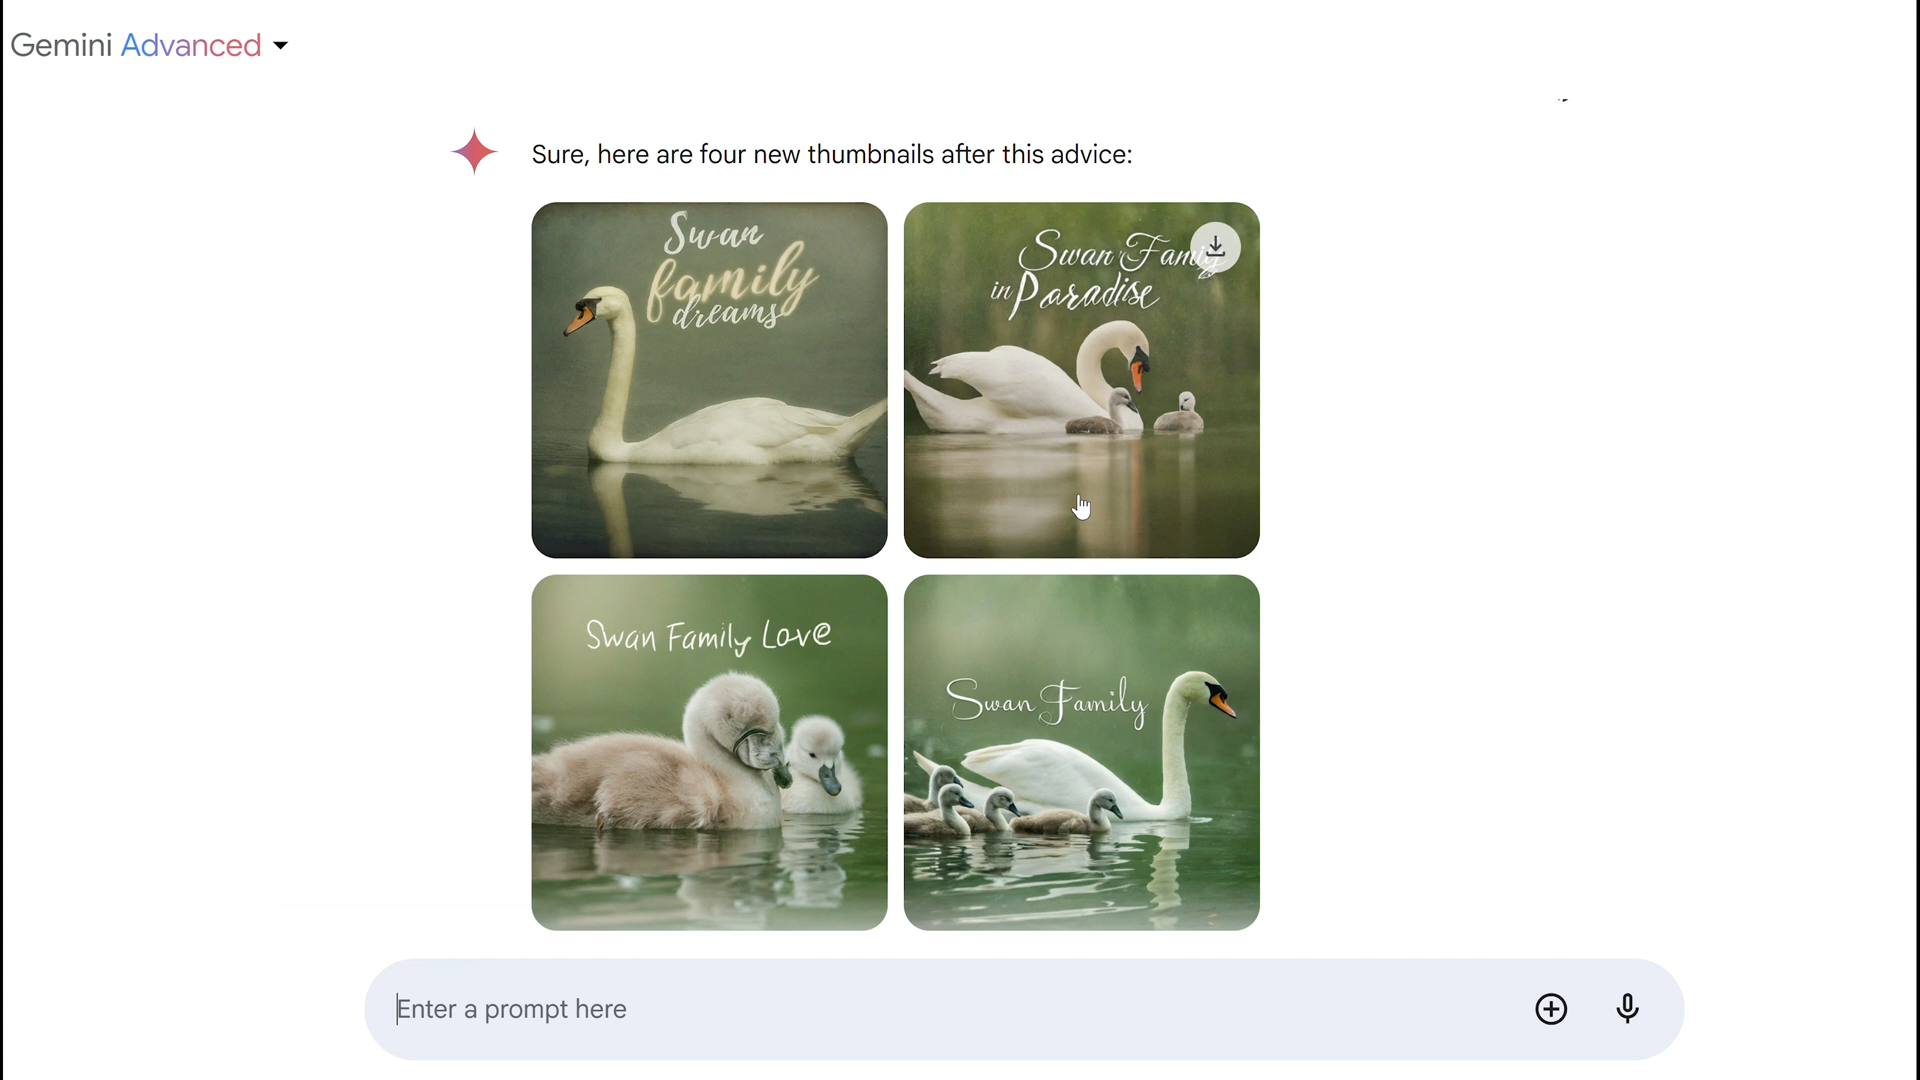 Gemini Advanced
Sure, here are four new thumbnails after this advice:
Swan
family
dreams
Swan Family
in Paradise
Swan Family Love
Swan Family
Enter a prompt here